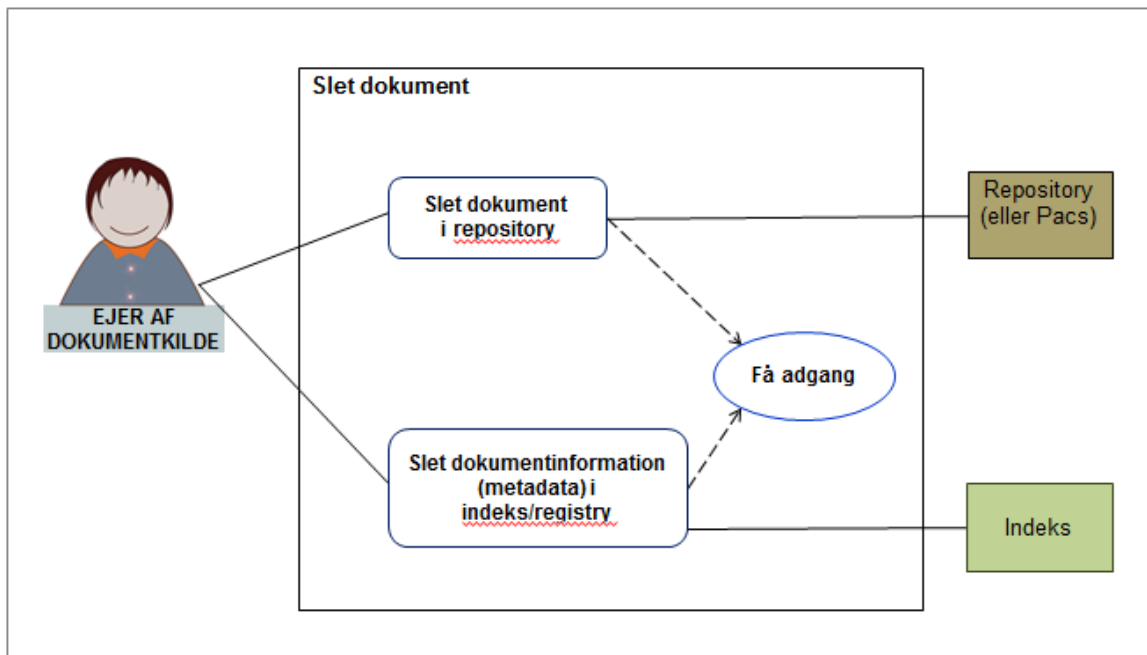 Slet dokument
Slet dokument
i repository
Repository
(eller Pacs)
EJER AF
DOKUMENTKILDE
Få adgang
Slet dokumentinformation
(metadata) i
indeks/registry
Indeks